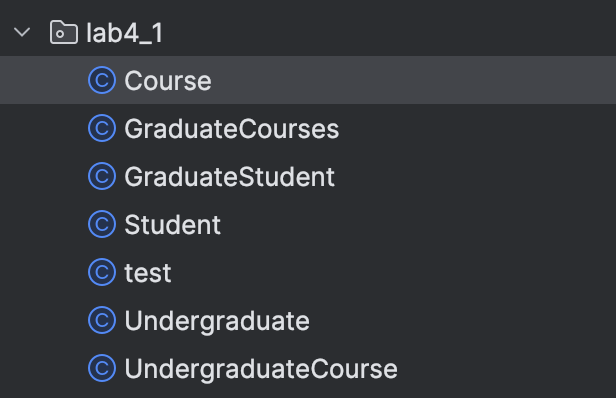 lab4_1
C Course
C GraduateCourses
C GraduateStudent
C Student
C test
C Undergraduate
C UndergraduateCourse